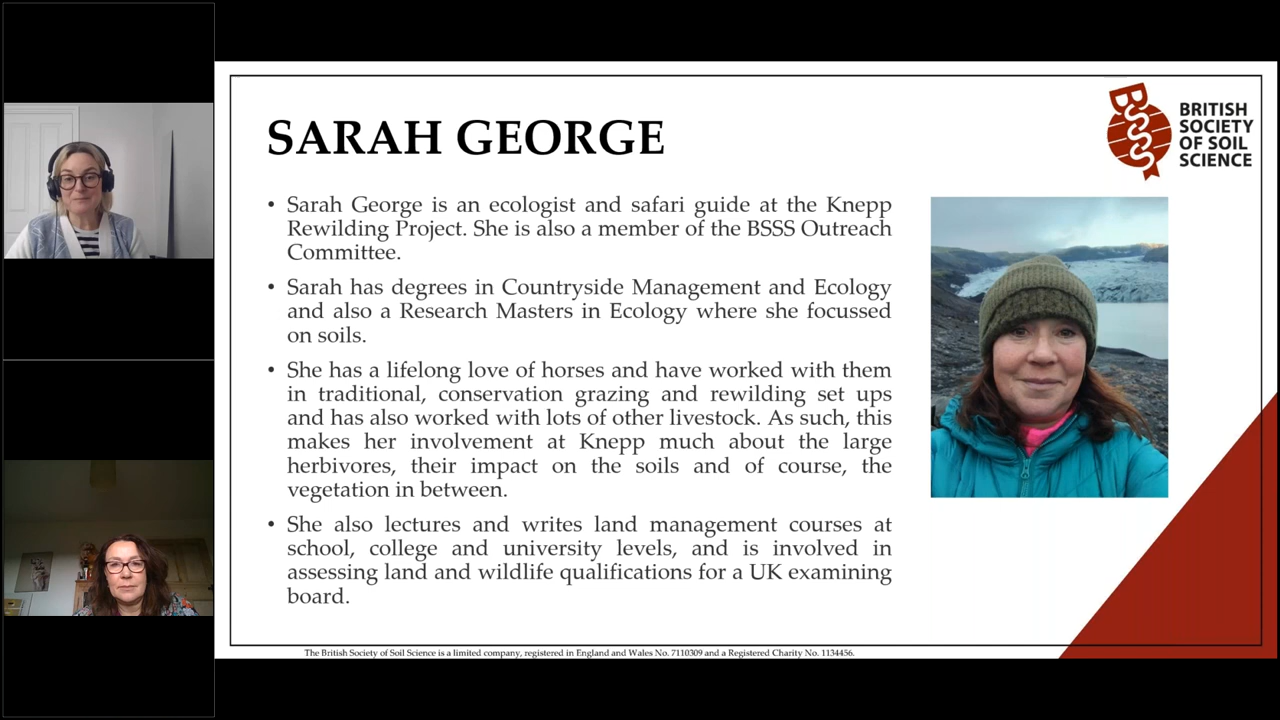 SARAH GEORGE
BSSS
BRITISH
SOCIETY
OF SOIL
SCIENCE
• Sarah George is an ecologist and safari guide at the Knepp
Rewilding Project. She is also a member of the BSSS Outreach
Committee.
• Sarah has degrees in Countryside Management and Ecology
and also a Research Masters in Ecology where she focussed
on soils.
• She has a lifelong love of horses and have worked with them
in traditional, conservation grazing and rewilding set ups
and has also worked with lots of other livestock. As such, this
makes her involvement at Knepp much about the large
herbivores, their impact on the soils and of course, the
vegetation in between.
• She also lectures and writes land management courses at
school, college and university levels, and is involved in
assessing land and wildlife qualifications for a UK examining
board.
The British Society of Soil Science is a limited company, registered in England and Wales No. 7110309 and a Registered Charity No. 1134456.